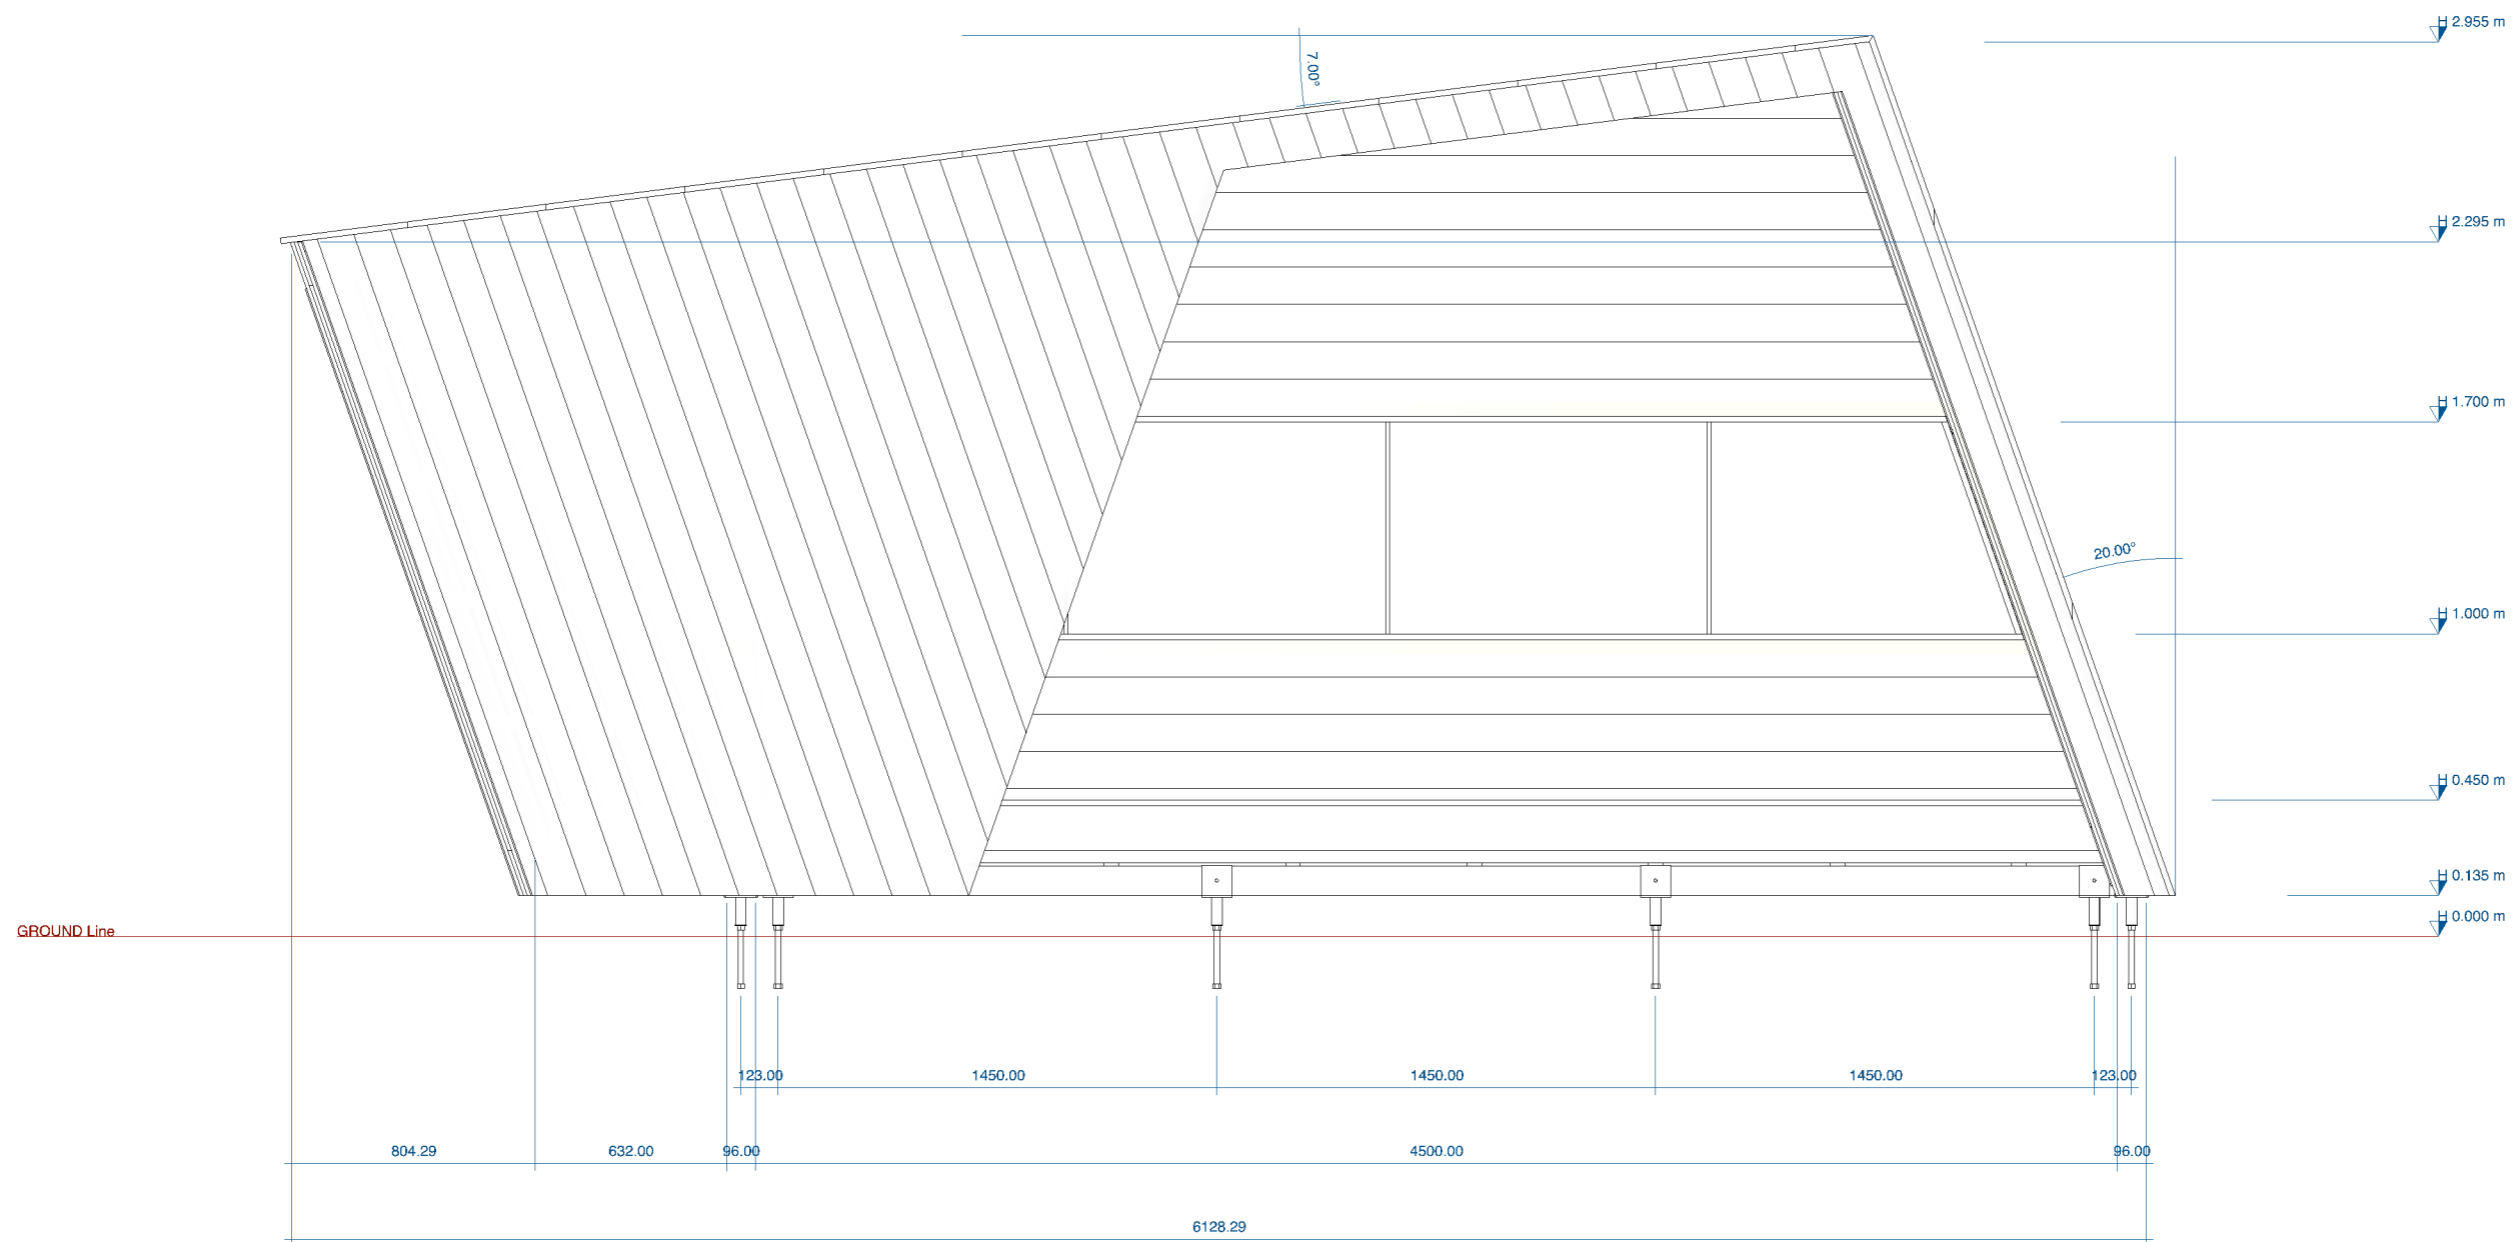 H 2.955 m
7.00°
H 2.295 m
H 1.700 m
20.00°
H 1.000 m
H 0.450 m
H 0.135 m
H 0.000 m
GROUND Line
123.00 1450.00 1450.00 1450.00 123.00
804.29 632.00 96.00 4500.00 96.00
6128.29